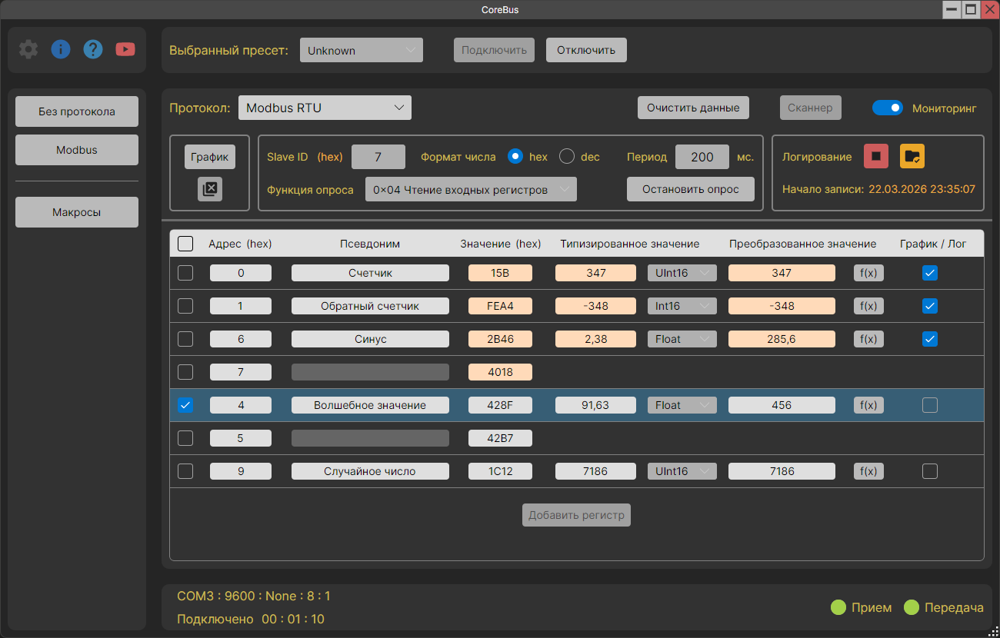 CoreBus
Выбранный пресет: Unknown Подключить Отключить
Без протокола
Modbus
Макросы
Протокол: Modbus RTU Очистить данные Сканнер Мониторинг
График Slave ID (hex) 7 Формат числа hex dec Период 200 мс. Логирование
Функция опроса 0×04 Чтение входных регистров Остановить опрос Начало записи: 22.03.2026 23:35:07
Адрес (hex) Псевдоним Значение (hex) Типизированное значение Преобразованное значение График / Лог
0 Счетчик 15B 347 UInt16 347 f(x)
1 Обратный счетчик FEA4 -348 Int16 -348 f(x)
6 Синус 2B46 2,38 Float 285,6 f(x)
7 4018
4 Волшебное значение 428F 91,63 Float 456 f(x)
5 42B7
9 Случайное число 1C12 7186 UInt16 7186 f(x)
Добавить регистр
COM3 : 9600 : None : 8 : 1
Подключено 00 : 01 : 10
Прием Передача